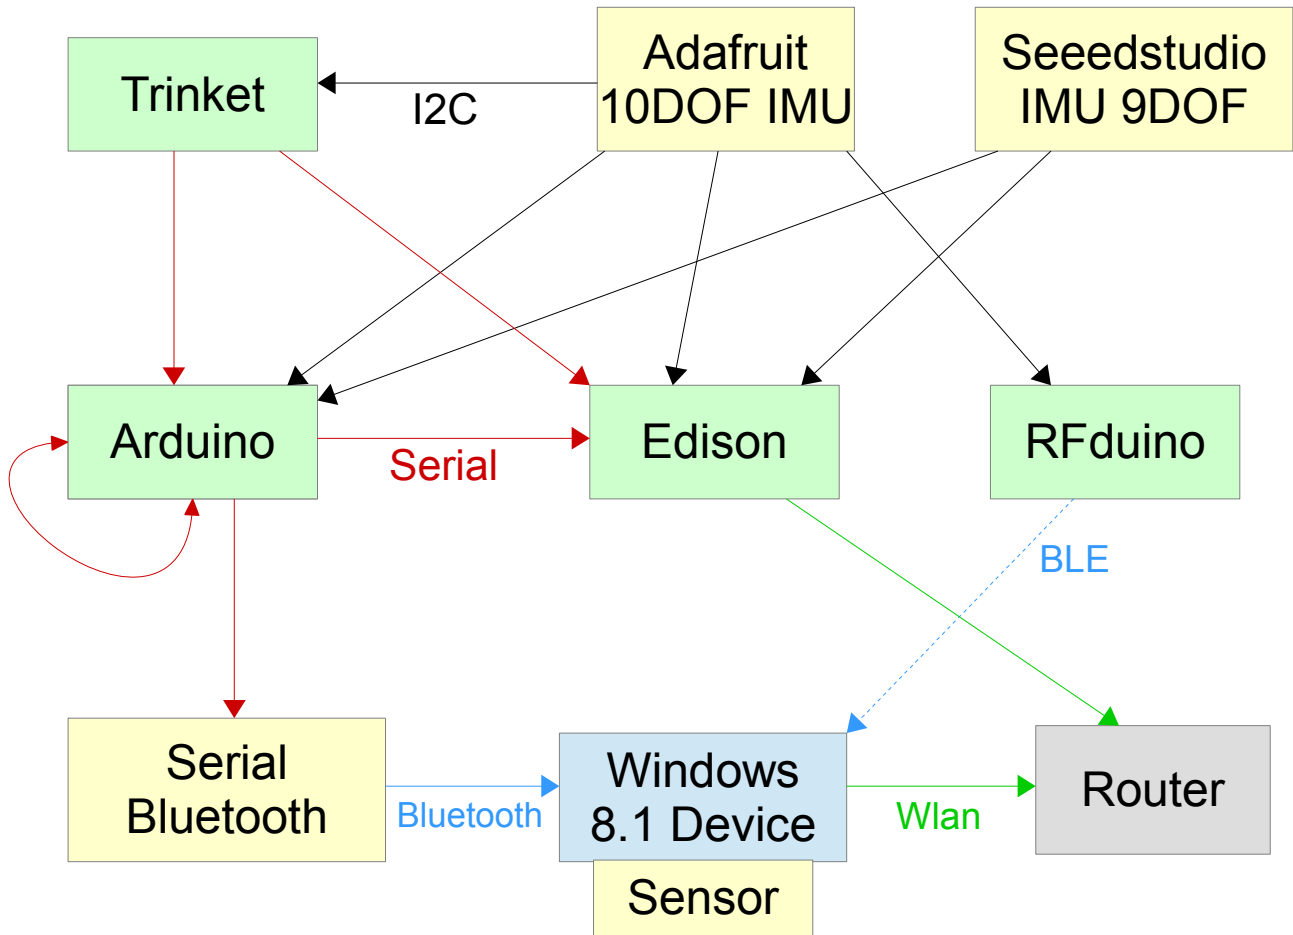 Trinket
I2C
Adafruit
10DOF IMU
Seeedstudio
IMU 9DOF
Arduino
Serial
Edison
RFduino
BLE
Serial
Bluetooth
Bluetooth
Windows
8.1 Device
Wlan
Router
Sensor